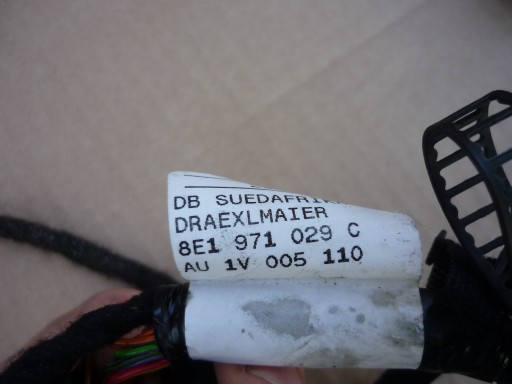 DB SUEDAFRI
DRAEXLMAIER
8E1 971 029 C
AU 1V 005 110